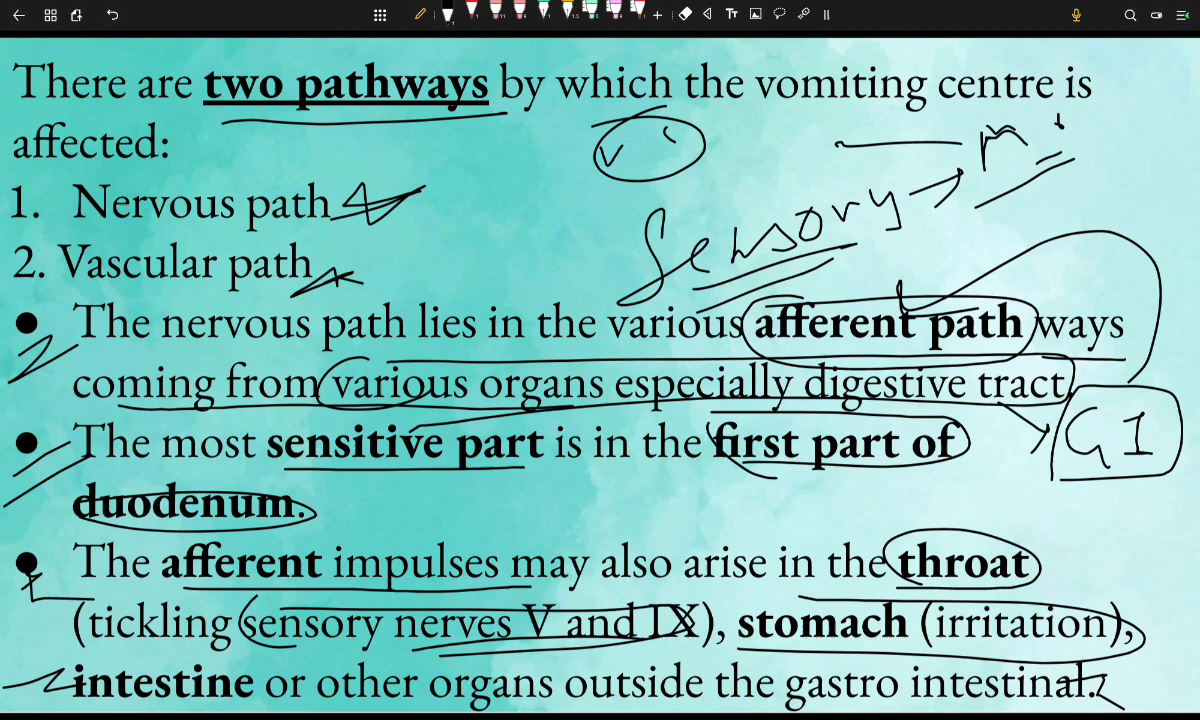 There are two pathways by which the vomiting centre is
affected:
V C
m
1. Nervous path
Sensory
2. Vascular path
The nervous path lies in the various afferent pathways
coming from various organs especially digestive tract.
GI
The most sensitive part is in the first part of
duodenum.
The afferent impulses may also arise in the throat
(tickling sensory nerves V and IX), stomach (irritation),
intestine or other organs outside the gastro intestinal.